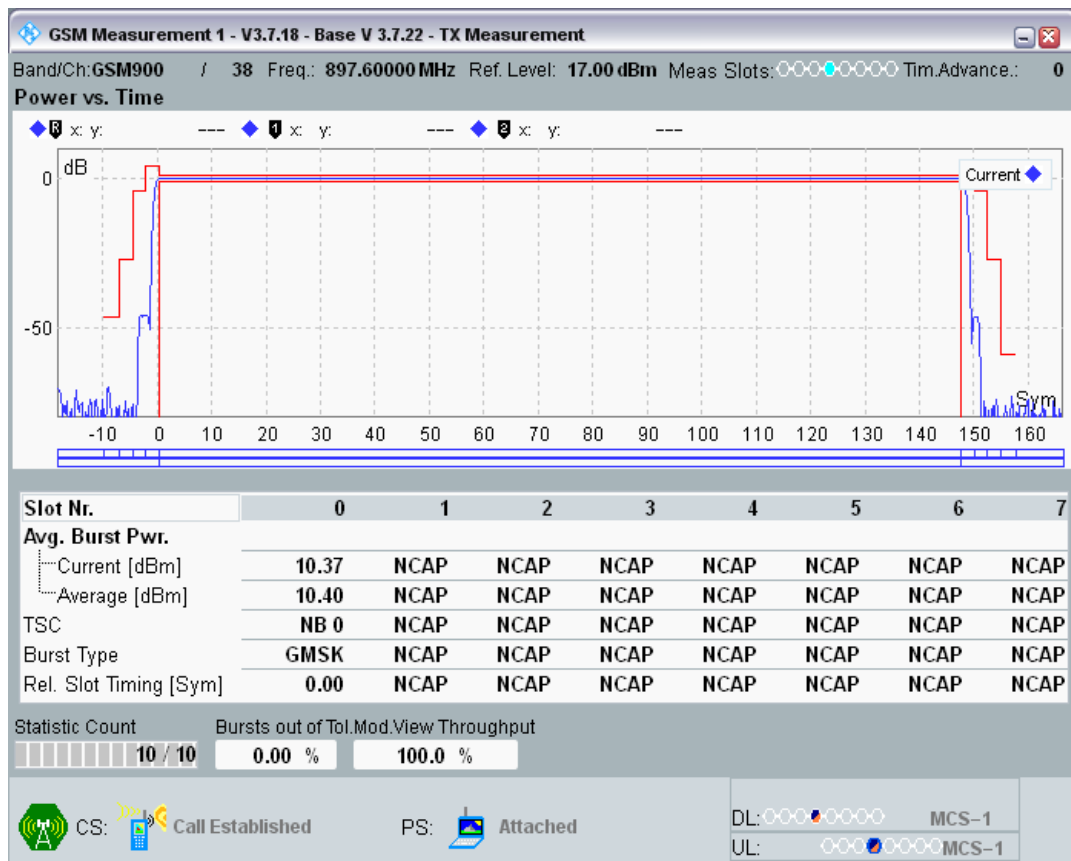 GSM Measurement 1 - V3.7.18 - Base V 3.7.22 - TX Measurement
Band/Ch:GSM900 / 38 Freq.: 897.60000 MHz Ref. Level: 17.00 dBm Meas Slots: Tim.Advance.: 0
Power vs. Time
R x: y: --- 1 x: y: --- 2 x: y: ---
dB
Current
0
-50
Sym
-10 0 10 20 30 40 50 60 70 80 90 100 110 120 130 140 150 160
Slot Nr. 0 1 2 3 4 5 6 7
Avg. Burst Pwr.
Current [dBm] 10.37 NCAP NCAP NCAP NCAP NCAP NCAP NCAP
Average [dBm] 10.40 NCAP NCAP NCAP NCAP NCAP NCAP NCAP
TSC NB 0 NCAP NCAP NCAP NCAP NCAP NCAP NCAP
Burst Type GMSK NCAP NCAP NCAP NCAP NCAP NCAP NCAP
Rel. Slot Timing [Sym] 0.00 NCAP NCAP NCAP NCAP NCAP NCAP NCAP
Statistic Count Bursts out of Tol.Mod.View Throughput
10 / 10 0.00 % 100.0 %
CS: Call Established PS: Attached DL: MCS-1
UL: MCS-1